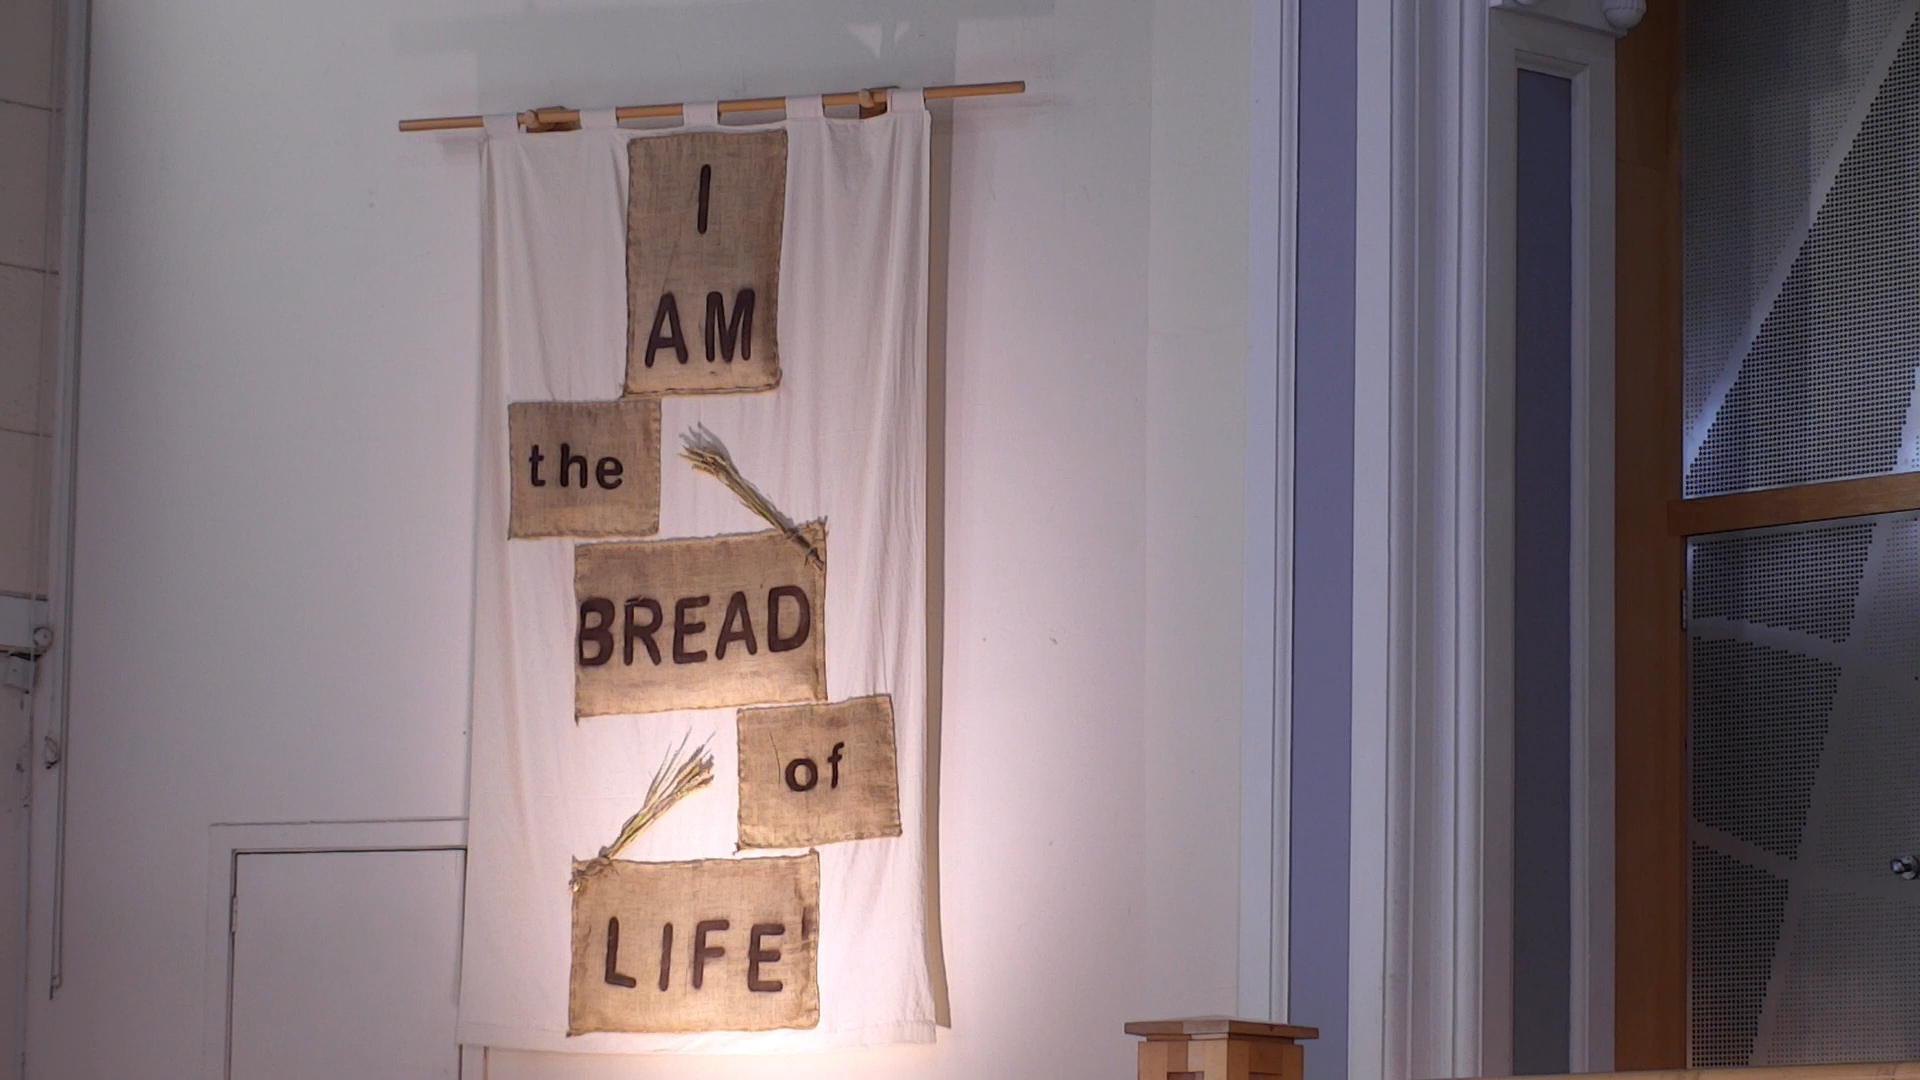 I
AM
the
BREAD
of
LIFE'